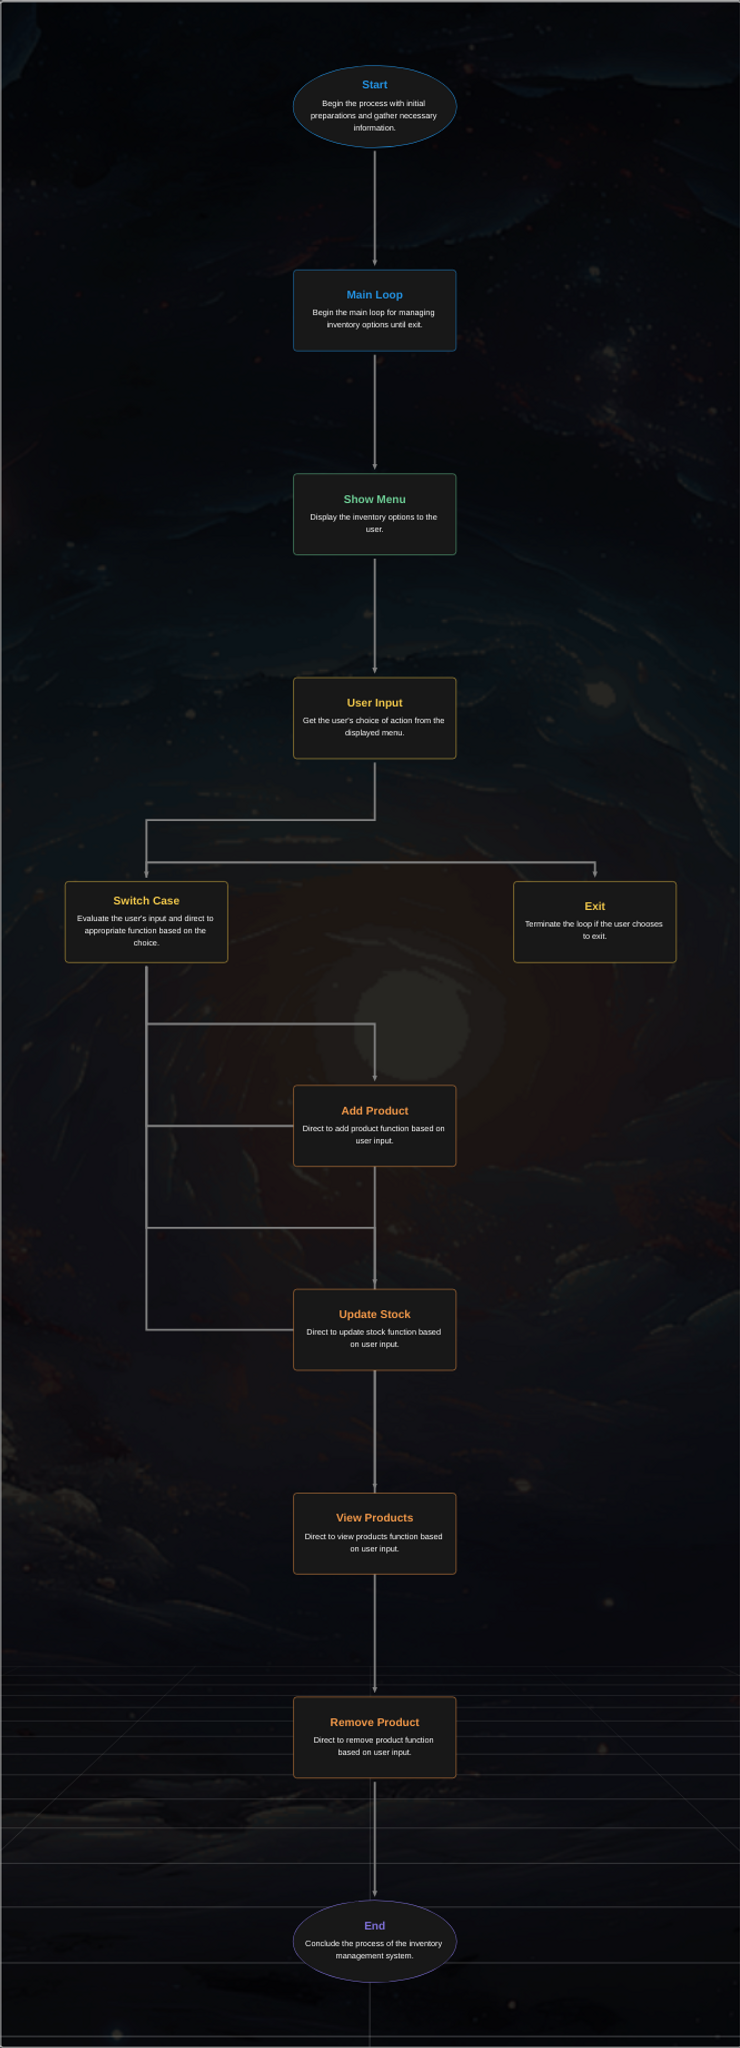 Start
Begin the process with initial
preparations and gather necessary
information.
Main Loop
Begin the main loop for managing
inventory options until exit.
Show Menu
Display the inventory options to the
user.
User Input
Get the user's choice of action from the
displayed menu.
Switch Case
Evaluate the user's input and direct to
appropriate function based on the
choice.
Exit
Terminate the loop if the user chooses
to exit.
Add Product
Direct to add product function based on
user input.
Update Stock
Direct to update stock function based
on user input.
View Products
Direct to view products function based
on user input.
Remove Product
Direct to remove product function
based on user input.
End
Conclude the process of the inventory
management system.